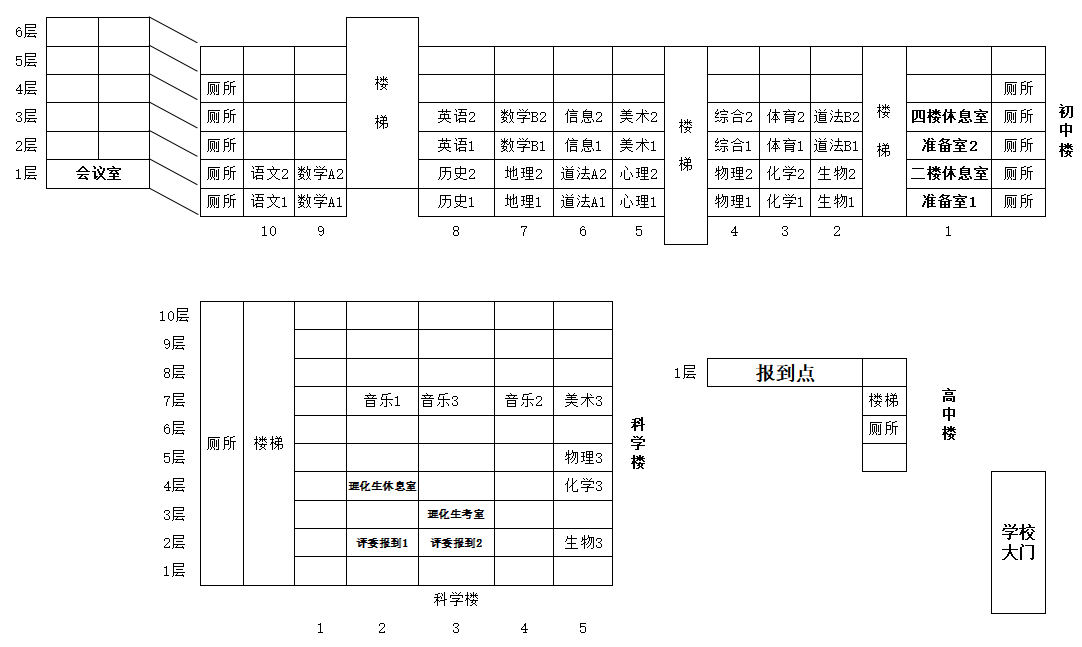 6层
5层
4层 厕所 厕所
3层 厕所 英语2 数学B2 信息2 美术2 综合2 体育2 道法B2 四楼休息室 厕所
2层 厕所 英语1 数学B1 信息1 美术1 综合1 体育1 道法B1 准备室2 厕所
1层 会议室 厕所 语文2 数学A2 历史2 地理2 道法A2 心理2 物理2 化学2 生物2 二楼休息室 厕所
厕所 语文1 数学A1 历史1 地理1 道法A1 心理1 物理1 化学1 生物1 准备室1 厕所
楼梯 楼梯 楼梯
初中楼
10 9 8 7 6 5 4 3 2 1
10层
9层
8层
7层 音乐1 音乐3 音乐2 美术3
6层
厕所 楼梯
5层 物理3
4层 理化生休息室 化学3
3层 理化生考室
2层 评委报到1 评委报到2 生物3
1层
科学楼
科学楼
1 2 3 4 5
1层 报到点
楼梯
厕所
高中楼
学校
大门